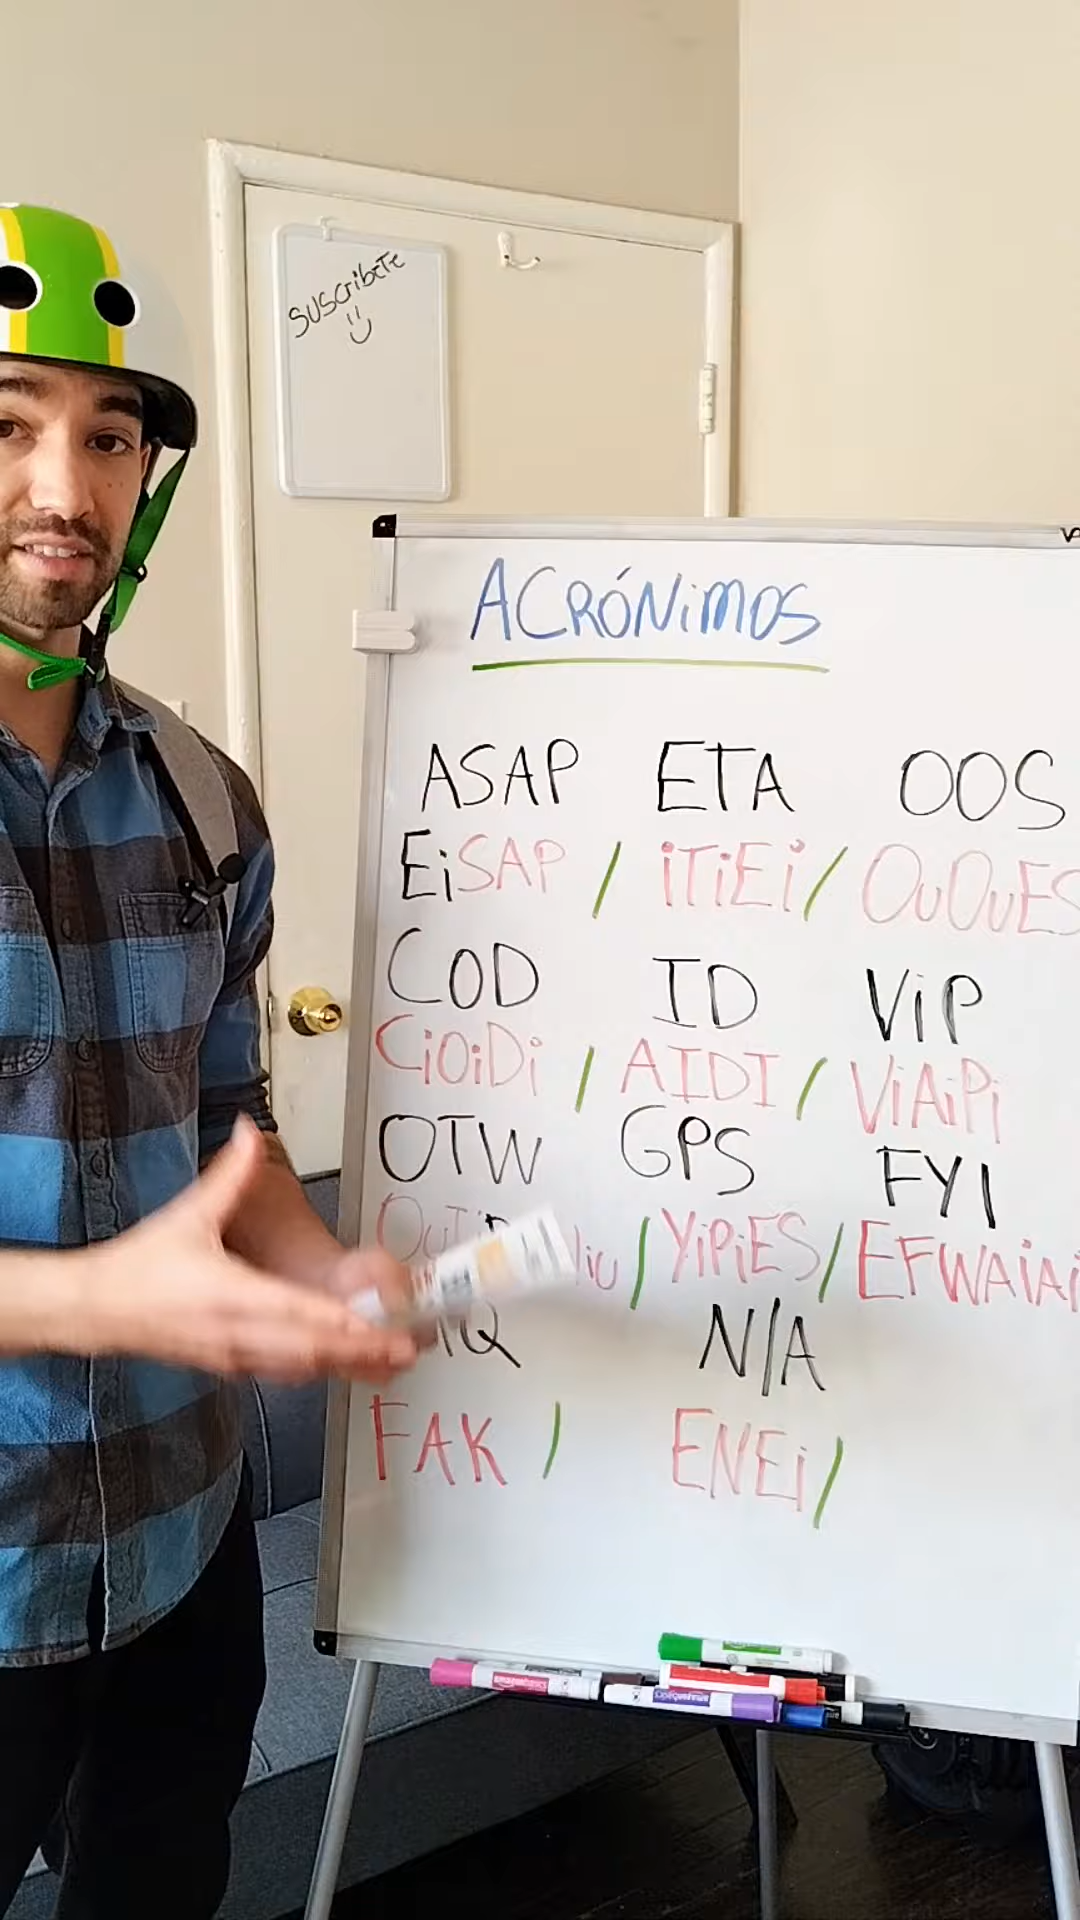 suscribete
ACRÓNiMOS
ASAP ETA OOS
EiSAP / iTiEi / OuOuES
COD ID ViP
CiOiDi / AIDI / ViAiPi
OTW GPS FYI
/ YiPiES / EFWAiAi
N/A
FAK / ENEi /